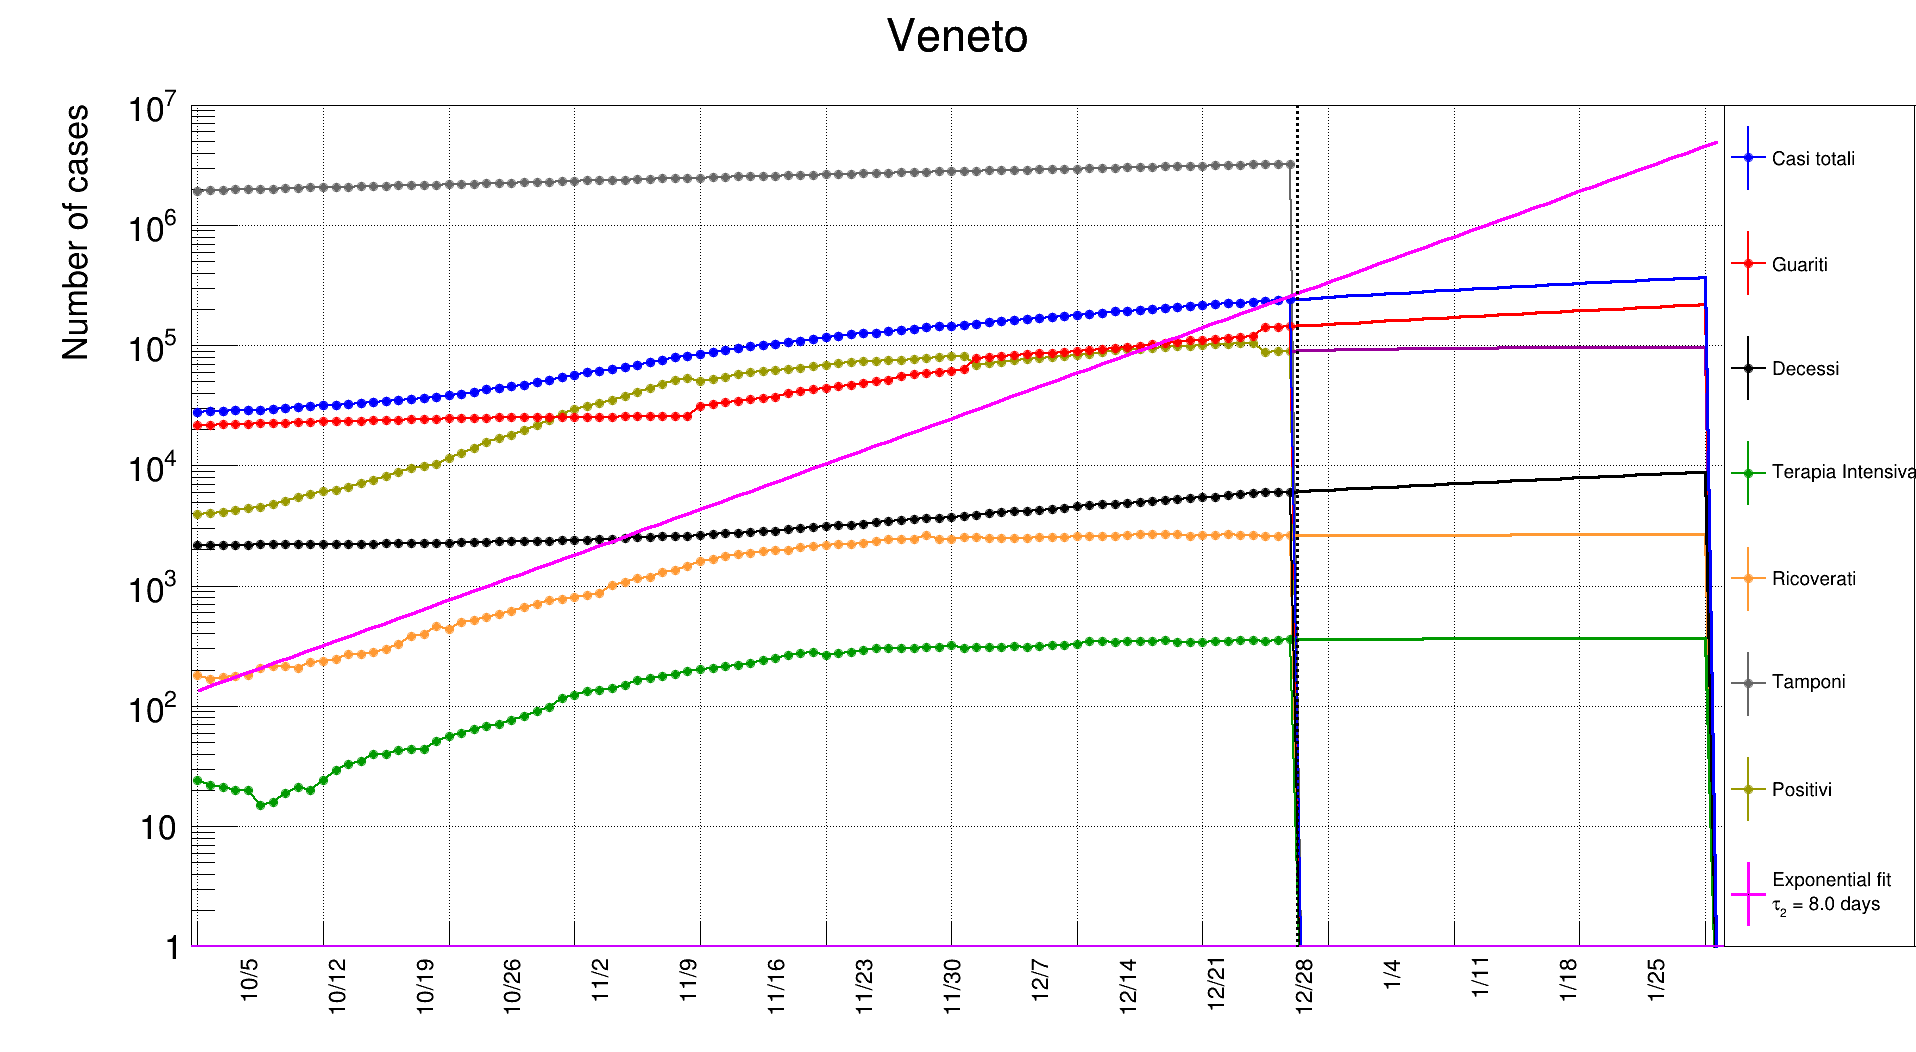 Veneto
Number of cases
10^7
10^6
10^5
10^4
10^3
10^2
10
1
10/5
10/12
10/19
10/26
11/2
11/9
11/16
11/23
11/30
12/7
12/14
12/21
12/28
1/4
1/11
1/18
1/25
Casi totali
Guariti
Decessi
Terapia Intensiva
Ricoverati
Tamponi
Positivi
Exponential fit
τ_2 = 8.0 days